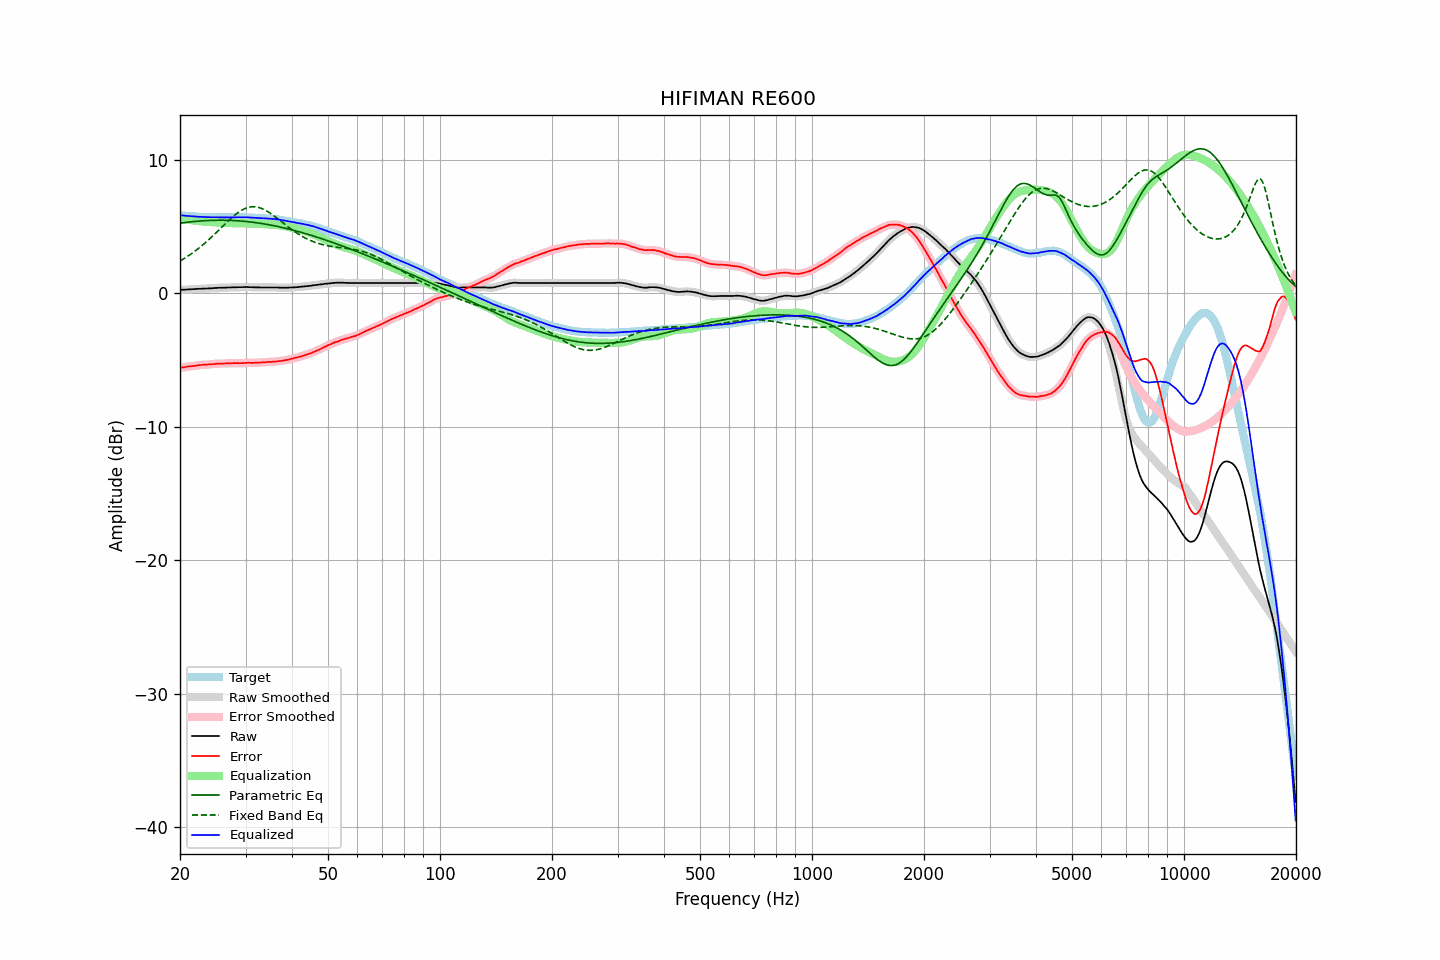 HIFIMAN RE600
Amplitude (dBr)
10
0
−10
−20
−30
−40
Target
Raw Smoothed
Error Smoothed
Raw
Error
Equalization
Parametric Eq
Fixed Band Eq
Equalized
20
50
100
200
500
1000
2000
5000
10000
20000
Frequency (Hz)